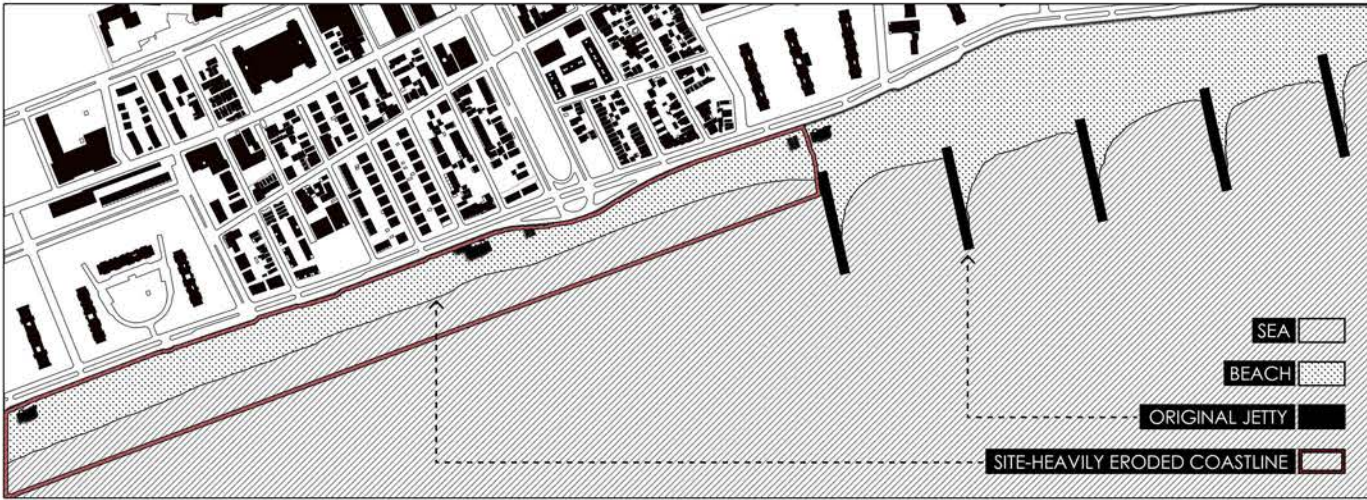 SEA
BEACH
ORIGINAL JETTY
SITE-HEAVILY ERODED COASTLINE